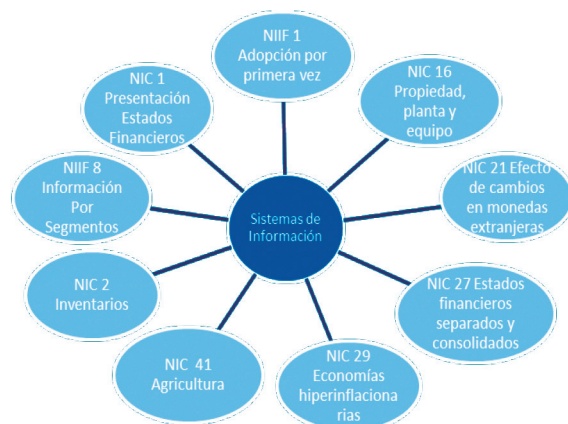 NIIF 1
Adopción por
primera vez
NIC 16
Propiedad,
planta y
equipo
NIC 21 Efecto
de cambios
en monedas
extranjeras
NIC 27 Estados
financieros
separados y
consolidados
NIC 29
Economías
hiperinflaciona
rias
NIC 41
Agricultura
NIC 2
Inventarios
NIIF 8
Información
Por
Segmentos
NIC 1
Presentación
Estados
Financieros
Sistemas de
Información